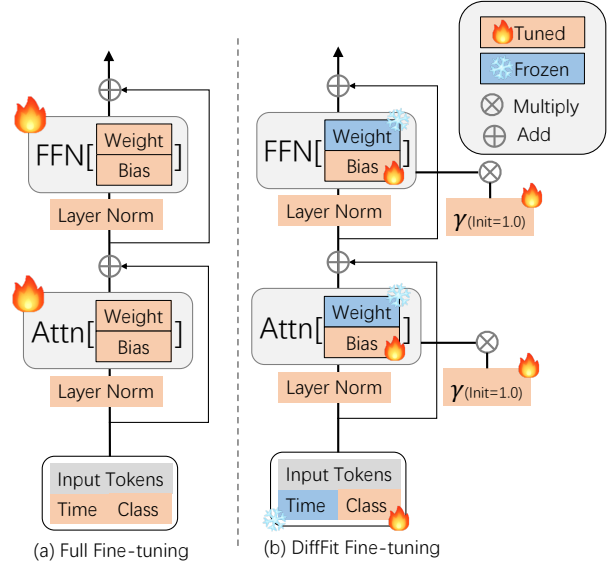 FFN[
Weight
Bias
]
Layer Norm
Attn[
Weight
Bias
]
Layer Norm
Input Tokens
Time Class
(a) Full Fine-tuning
Tuned
Frozen
Multiply
Add
FFN[
Weight
Bias
]
γ(Init=1.0)
Layer Norm
Attn[
Weight
Bias
]
γ(Init=1.0)
Layer Norm
Input Tokens
Time Class
(b) DiffFit Fine-tuning